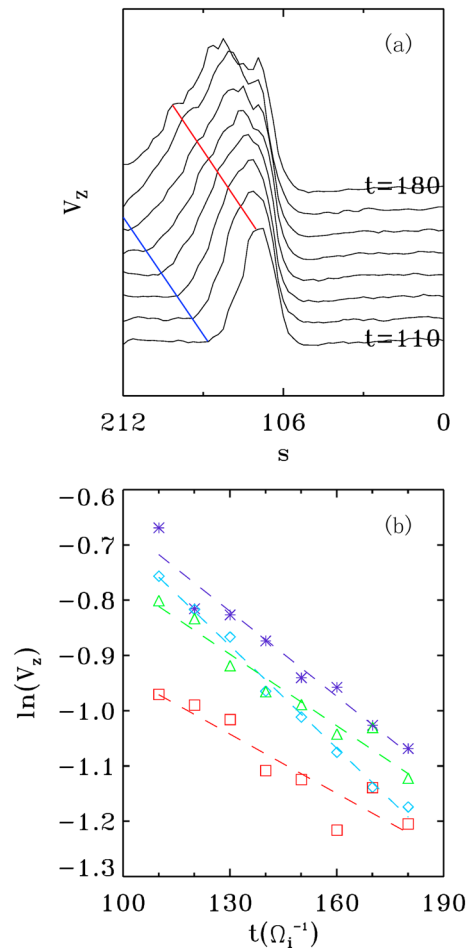 (a)
V_Z
t=180
t=110
212 106 0
s
(b)
ln(V_z)
−0.6
−0.7
−0.8
−0.9
−1.0
−1.1
−1.2
−1.3
100 130 160 190
t(Ω_i^{-1})